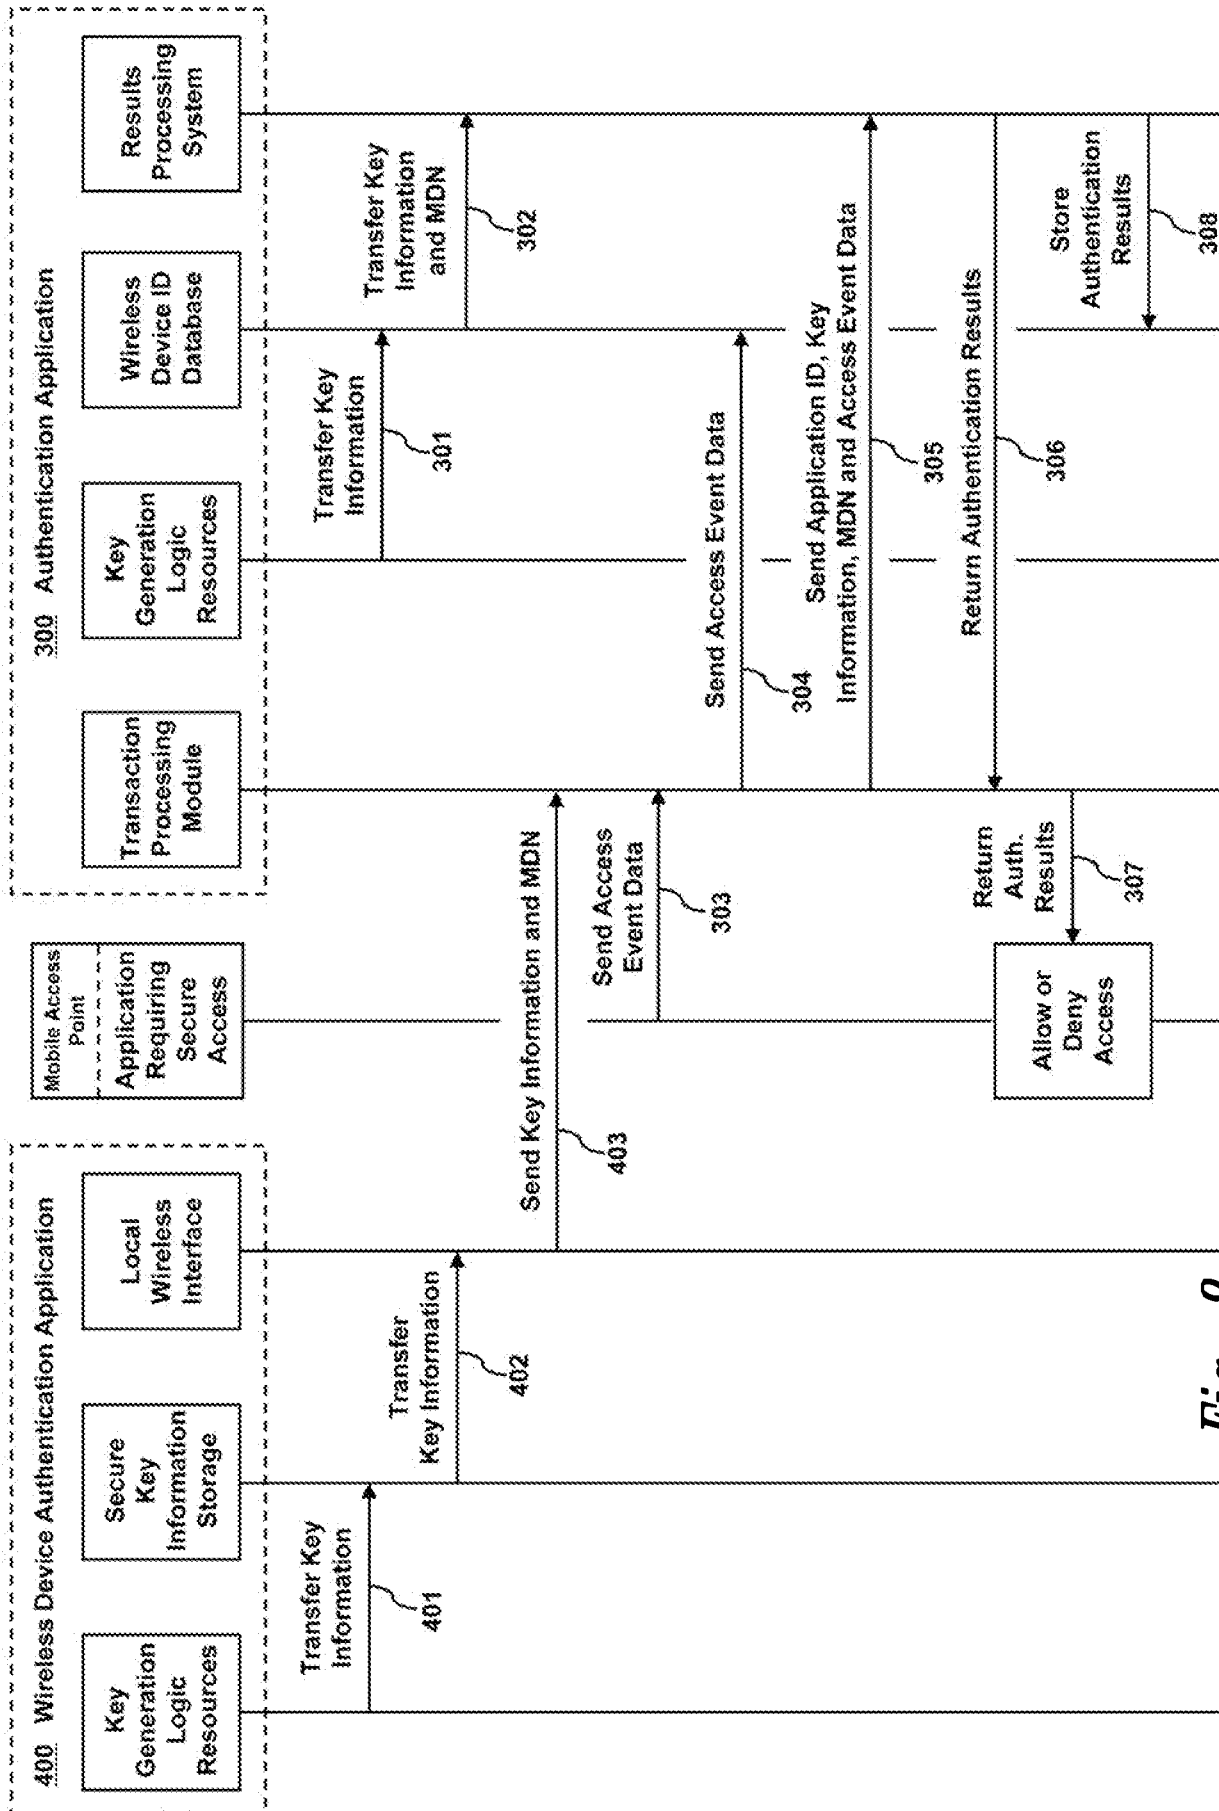 400 Wireless Device Authentication Application
Key
Generation
Logic
Resources
Secure
Key
Information
Storage
Local
Wireless
Interface
Mobile Access
Point
Application
Requiring
Secure
Access
300 Authentication Application
Transaction
Processing
Module
Key
Generation
Logic
Resources
Wireless
Device ID
Database
Results
Processing
System
Transfer Key
Information
401
Transfer
Key Information
402
Send Key Information and MDN
403
Transfer Key
Information
301
Transfer Key
Information
and MDN
302
Send Access
Event Data
303
Send Access Event Data
304
Send Application ID, Key
Information, MDN and Access Event Data
305
Return Authentication Results
306
Return
Auth.
Results
307
Allow or
Deny
Access
Store
Authentication
Results
308